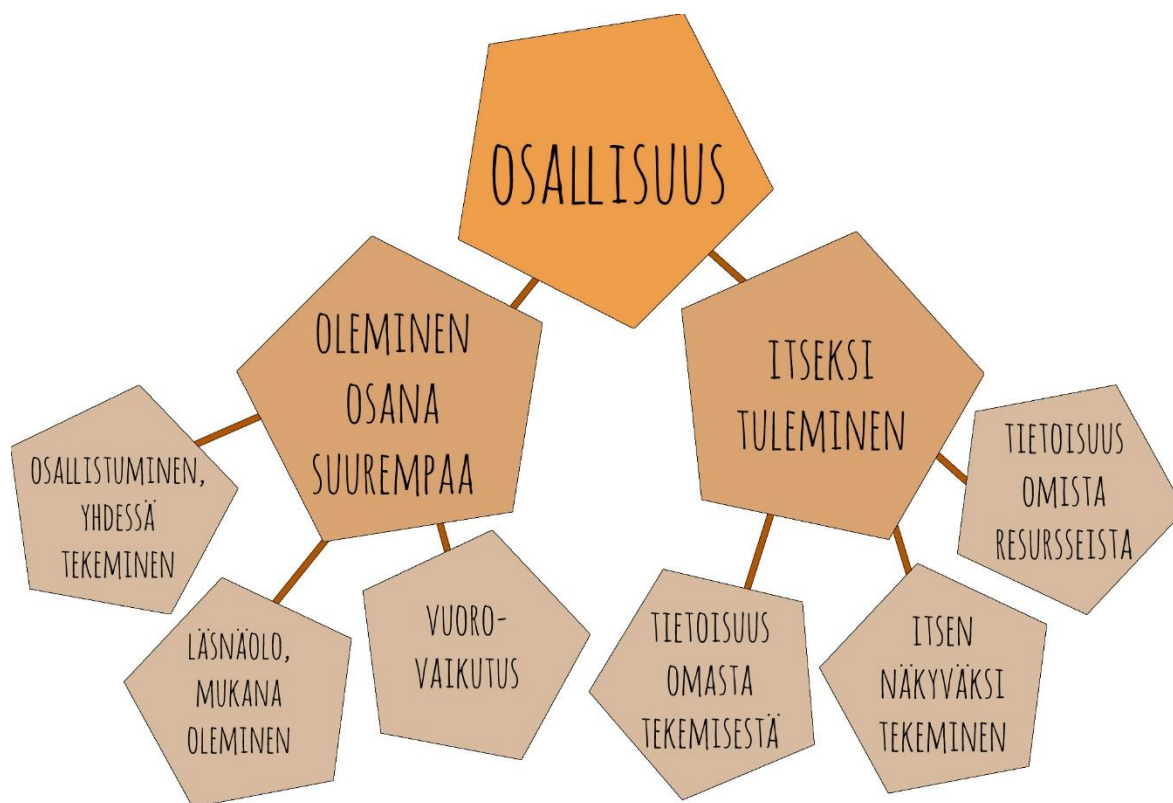 OSALLISUUS
OLEMINEN
OSANA
SUUREMPAA
ITSEKSI
TULEMINEN
OSALLISTUMINEN,
YHDESSÄ
TEKEMINEN
LÄSNÄOLO,
MUKANA
OLEMINEN
VUORO-
VAIKUTUS
TIETOISUUS
OMASTA
TEKEMISESTÄ
ITSEN
NÄKYVÄKSI
TEKEMINEN
TIETOISUUS
OMISTA
RESURSSEISTA